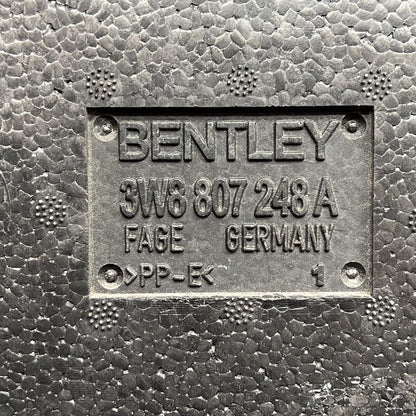 BENTLEY
3W8 807 248 A
FAGE GERMANY
>PP-E< 1